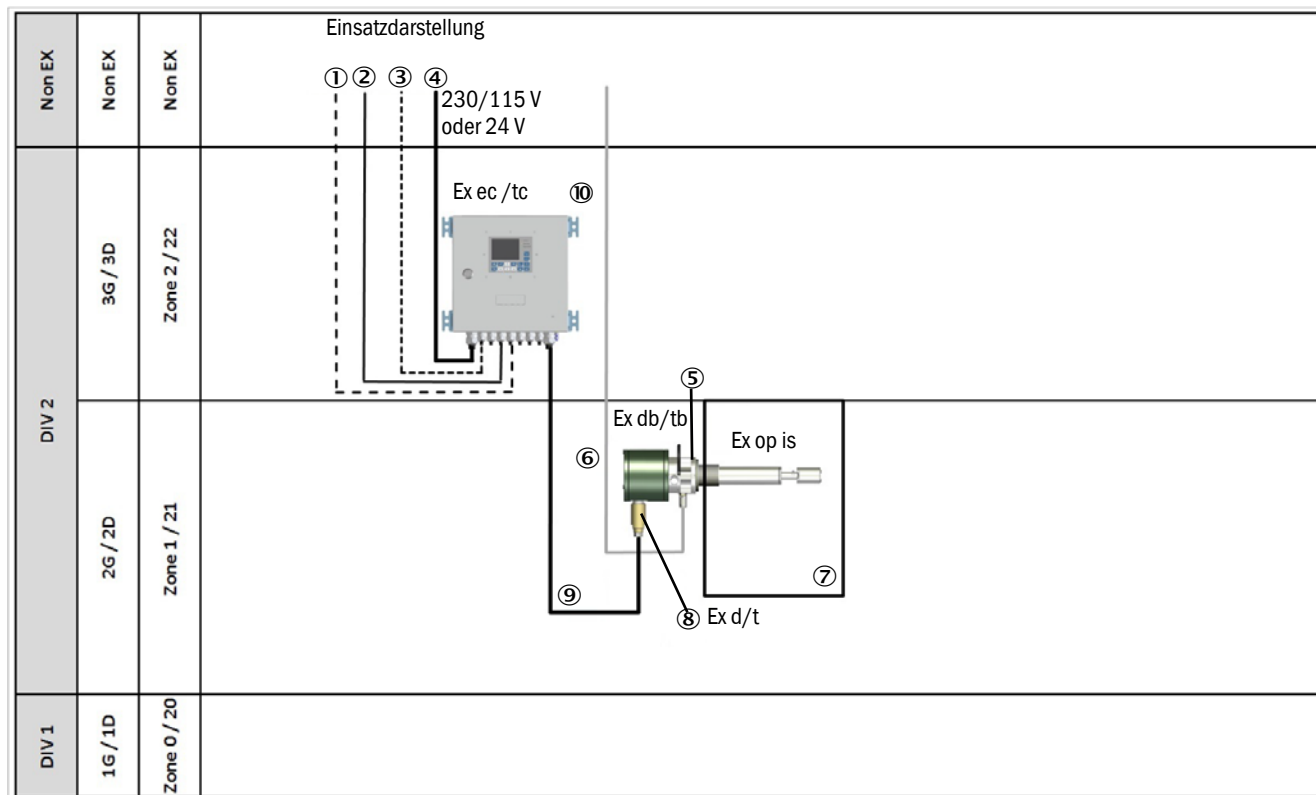 Non EX
Non EX
Non EX
Einsatzdarstellung
① ② ③ ④
230/115 V
oder 24 V
DIV 2
3G / 3D
Zone 2 / 22
Ex ec /tc ⑩
⑤
2G / 2D
Zone 1 / 21
Ex db/tb
Ex op is
⑥
⑦
⑨
⑧ Ex d/t
DIV 1
1G / 1D
Zone 0 / 20